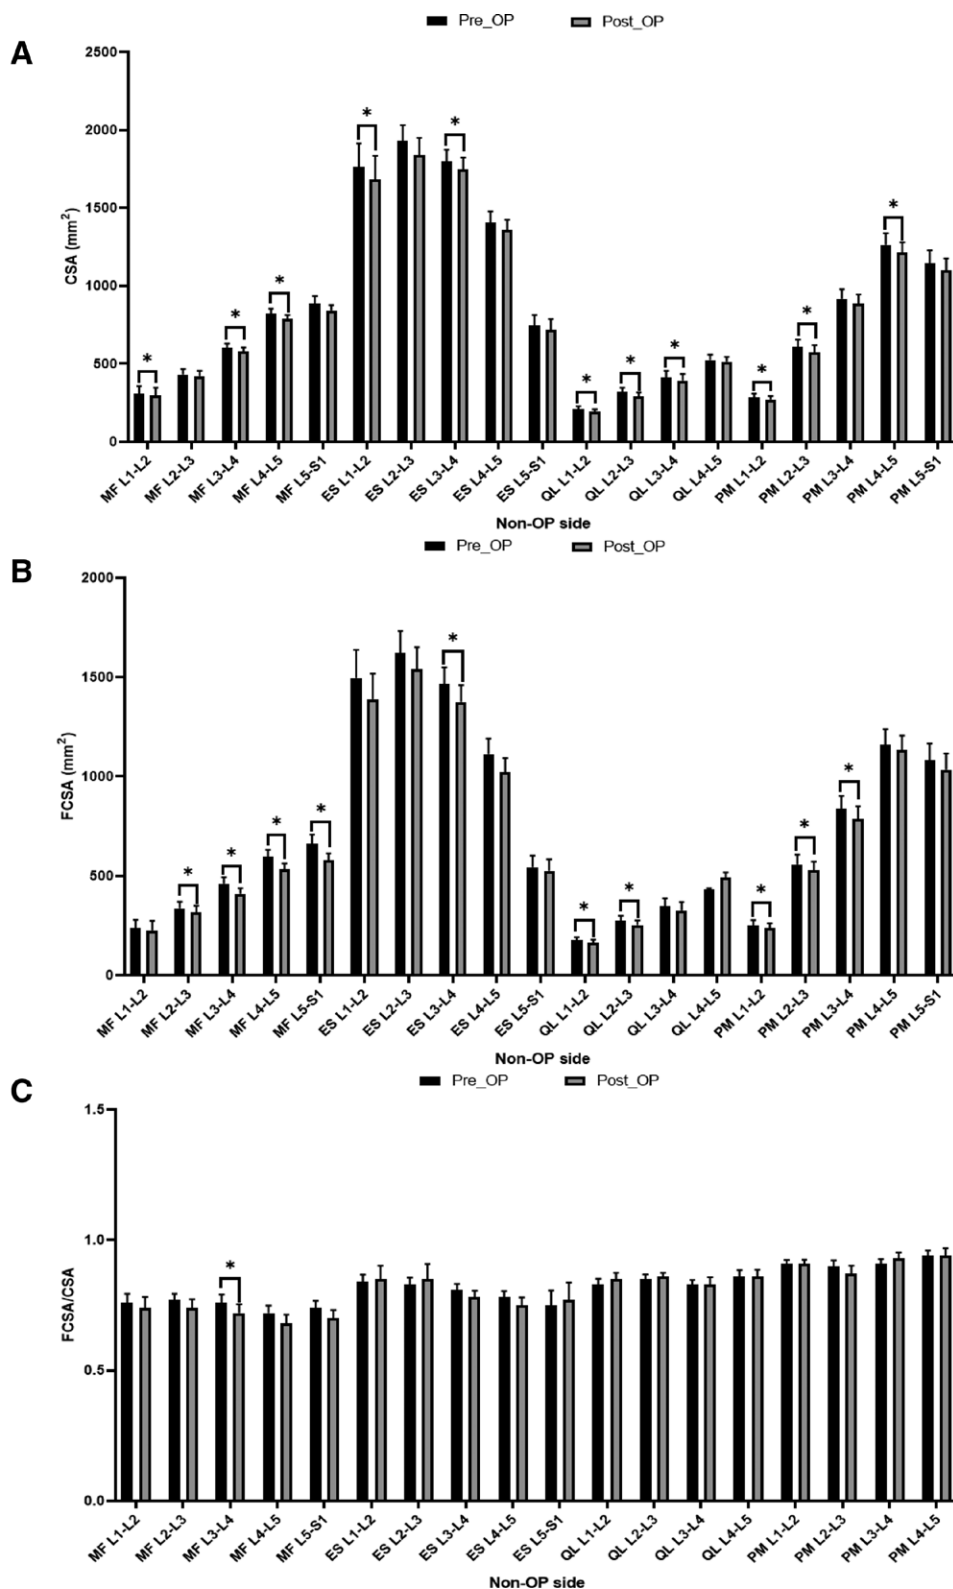 Pre_OP Post_OP
A
2500
2000
1500
1000
500
0
CSA (mm²)
* * * * * * * * * * * *
MF L1-L2 MF L2-L3 MF L3-L4 MF L4-L5 MF L5-S1 ES L1-L2 ES L2-L3 ES L3-L4 ES L4-L5 ES L5-S1 QL L1-L2 QL L2-L3 QL L3-L4 QL L4-L5 PM L1-L2 PM L2-L3 PM L3-L4 PM L4-L5 PM L5-S1
Non-OP side
Pre_OP Post_OP
B
2000
1500
1000
500
0
FCSA (mm²)
* * * * * * * * * *
MF L1-L2 MF L2-L3 MF L3-L4 MF L4-L5 MF L5-S1 ES L1-L2 ES L2-L3 ES L3-L4 ES L4-L5 ES L5-S1 QL L1-L2 QL L2-L3 QL L3-L4 QL L4-L5 PM L1-L2 PM L2-L3 PM L3-L4 PM L4-L5 PM L5-S1
Non-OP side
Pre_OP Post_OP
C
1.5
1.0
0.5
0.0
FCSA/CSA
*
MF L1-L2 MF L2-L3 MF L3-L4 MF L4-L5 MF L5-S1 ES L1-L2 ES L2-L3 ES L3-L4 ES L4-L5 ES L5-S1 QL L1-L2 QL L2-L3 QL L3-L4 QL L4-L5 PM L1-L2 PM L2-L3 PM L3-L4 PM L4-L5
Non-OP side